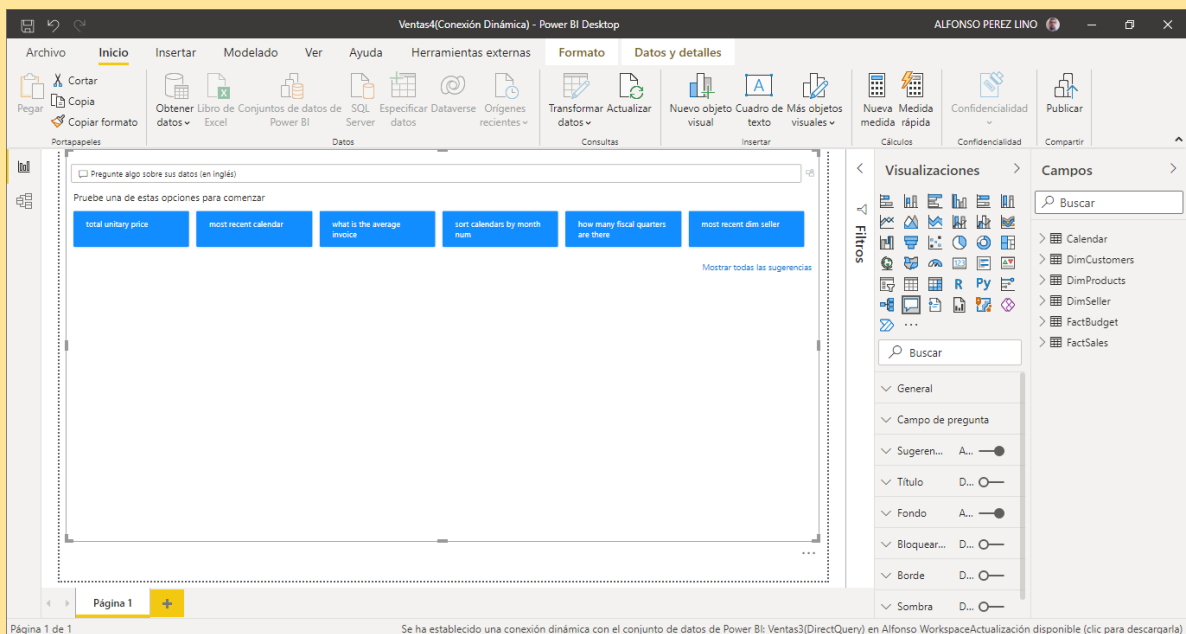 Ventas4(Conexión Dinámica) - Power BI Desktop
ALFONSO PEREZ LINO
Archivo Inicio Insertar Modelado Ver Ayuda Herramientas externas Formato Datos y detalles
Pegar
Cortar
Copia
Copiar formato
Portapapeles
Obtener datos
Libro de Excel
Conjuntos de datos de Power BI
SQL Server
Especificar datos
Dataverse
Orígenes recientes
Datos
Transformar datos
Actualizar
Consultas
Nuevo objeto visual
Cuadro de texto
Más objetos visuales
Insertar
Nueva medida
Medida rápida
Cálculos
Confidencialidad
Confidencialidad
Publicar
Compartir
Pregunte algo sobre sus datos (en inglés)
Pruebe una de estas opciones para comenzar
total unitary price
most recent calendar
what is the average
invoice
sort calendars by month
num
how many fiscal quarters
are there
most recent dim seller
Mostrar todas las sugerencias
Filtros
Visualizaciones
R Py
123
Buscar
General
Campo de pregunta
Sugeren... A...
Título D...
Fondo A...
Bloquear... D...
Borde D...
Sombra D...
Campos
Buscar
Calendar
DimCustomers
DimProducts
DimSeller
FactBudget
FactSales
Página 1
Página 1 de 1
Se ha establecido una conexión dinámica con el conjunto de datos de Power BI: Ventas3(DirectQuery) en Alfonso Workspace
Actualización disponible (clic para descargarla)